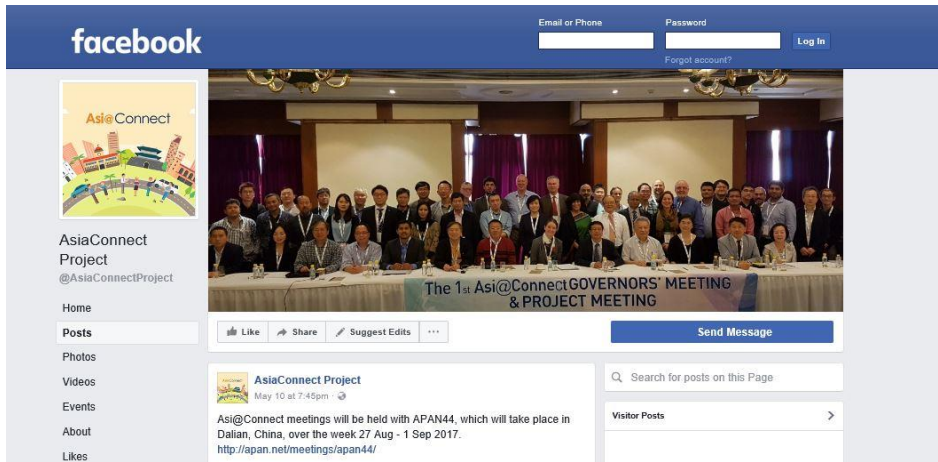 facebook
Email or Phone
Password
Log In
Forgot account?
Asi@Connect
AsiaConnect
Project
@AsiaConnectProject
Home
Posts
Photos
Videos
Events
About
Likes
The 1st Asi@Connect GOVERNORS' MEETING
& PROJECT MEETING
Like
Share
Suggest Edits
Send Message
AsiaConnect Project
May 10 at 7:45pm ·
Asi@Connect meetings will be held with APAN44, which will take place in
Dalian, China, over the week 27 Aug - 1 Sep 2017.
http://apan.net/meetings/apan44/
Search for posts on this Page
Visitor Posts